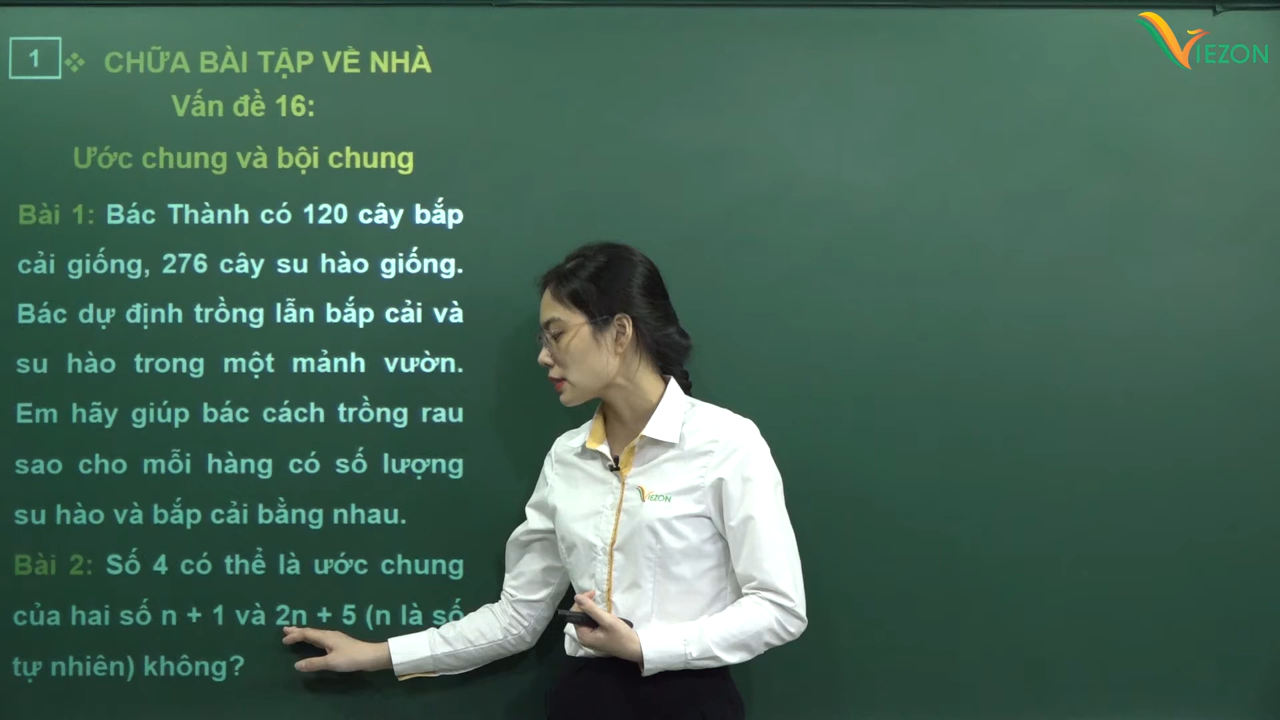 1
❖ CHỮA BÀI TẬP VỀ NHÀ
Vấn đề 16:
Ước chung và bội chung
Bài 1: Bác Thành có 120 cây bắp
cải giống, 276 cây su hào giống.
Bác dự định trồng lẫn bắp cải và
su hào trong một mảnh vườn.
Em hãy giúp bác cách trồng rau
sao cho mỗi hàng có số lượng
su hào và bắp cải bằng nhau.
Bài 2: Số 4 có thể là ước chung
của hai số n + 1 và 2n + 5 (n là số
tự nhiên) không?
VIEZON
VIEZON